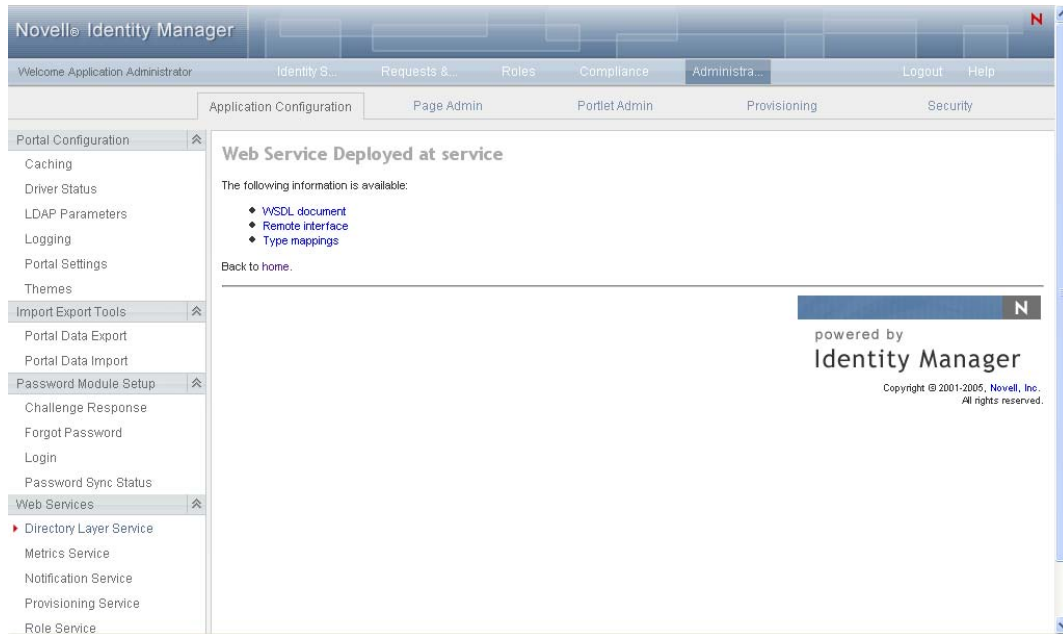 Novell® Identity Manager
N
Welcome Application Administrator
Identity S...
Requests &...
Roles
Compliance
Administra...
Logout
Help
Application Configuration
Page Admin
Portlet Admin
Provisioning
Security
Portal Configuration
Caching
Driver Status
LDAP Parameters
Logging
Portal Settings
Themes
Import Export Tools
Portal Data Export
Portal Data Import
Password Module Setup
Challenge Response
Forgot Password
Login
Password Sync Status
Web Services
Directory Layer Service
Metrics Service
Notification Service
Provisioning Service
Role Service
Web Service Deployed at service
The following information is available:
WSDL document
Remote interface
Type mappings
Back to home.
N
powered by
Identity Manager
Copyright © 2001-2005, Novell, Inc.
All rights reserved.